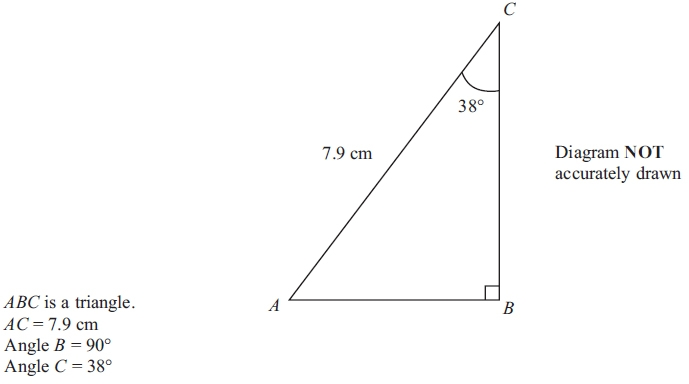 C
38°
7.9 cm
Diagram NOT
accurately drawn
A
B
ABC is a triangle.
AC = 7.9 cm
Angle B = 90°
Angle C = 38°